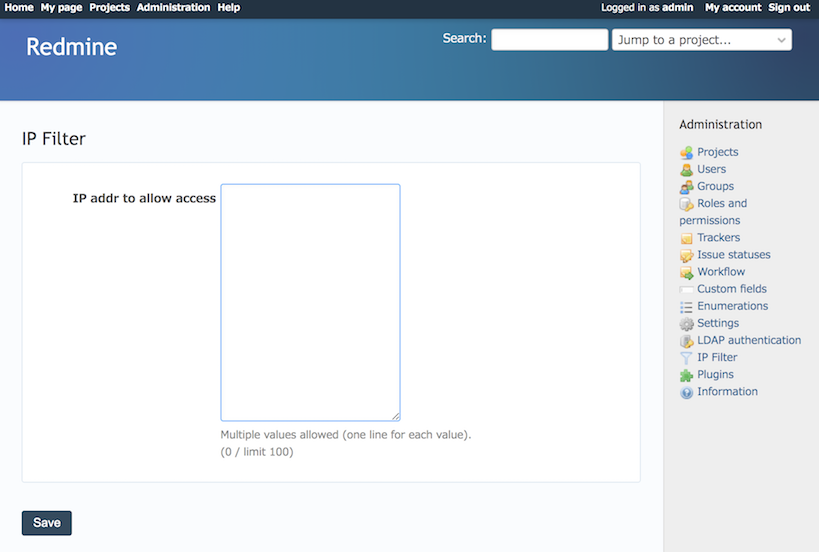 Home My page Projects Administration Help
Logged in as admin My account Sign out
Redmine
Search:
Jump to a project...
IP Filter
IP addr to allow access
Multiple values allowed (one line for each value).
(0 / limit 100)
Save
Administration
Projects
Users
Groups
Roles and
permissions
Trackers
Issue statuses
Workflow
Custom fields
Enumerations
Settings
LDAP authentication
IP Filter
Plugins
Information